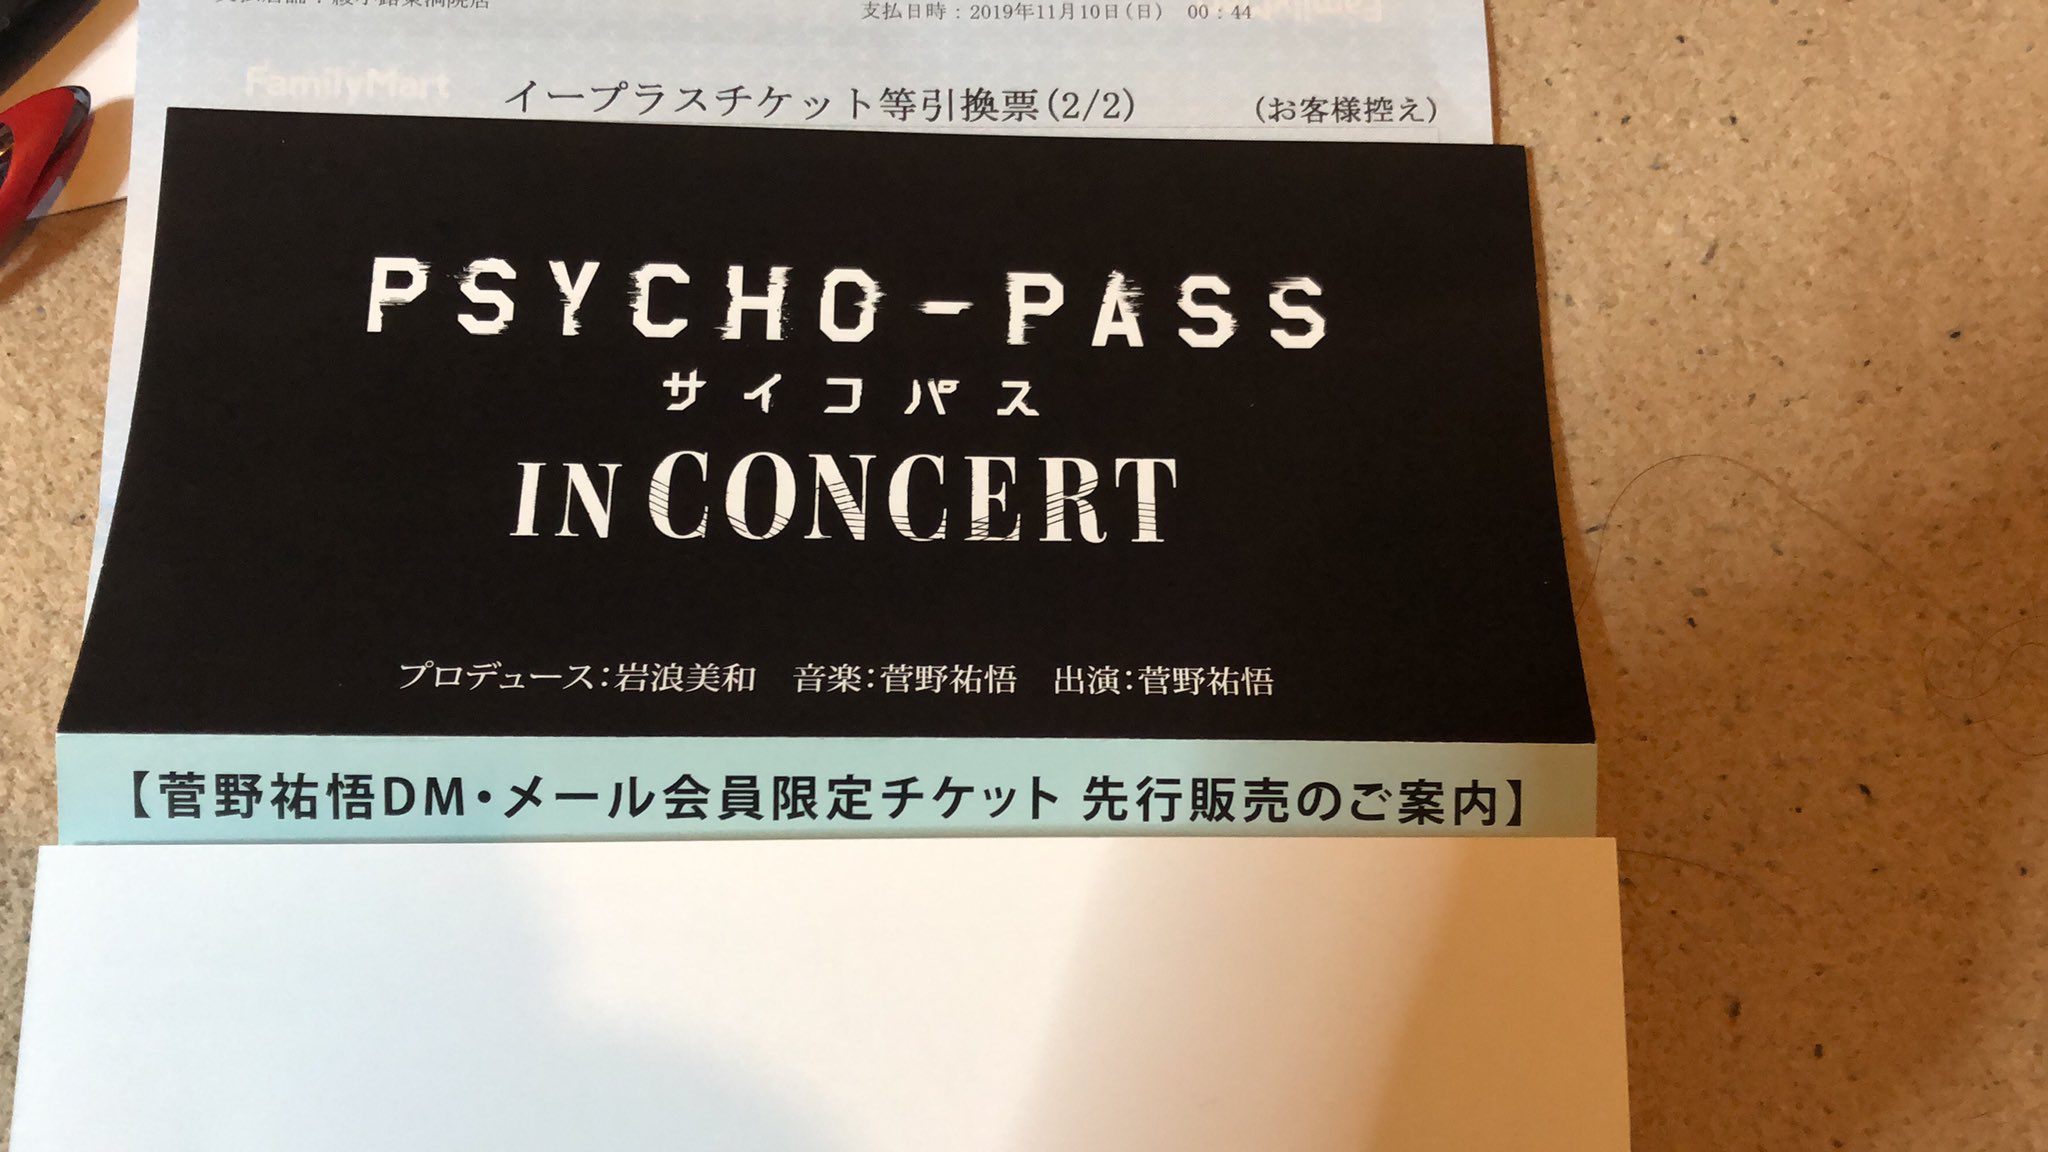 支払日時：2019年11月10日(日) 00：44
FamilyMart
イープラスチケット等引換票(2/2) (お客様控え)
PSYCHO-PASS
サイコパス
IN CONCERT
プロデュース：岩浪美和 音楽：菅野祐悟 出演：菅野祐悟
【菅野祐悟DM・メール会員限定チケット 先行販売のご案内】